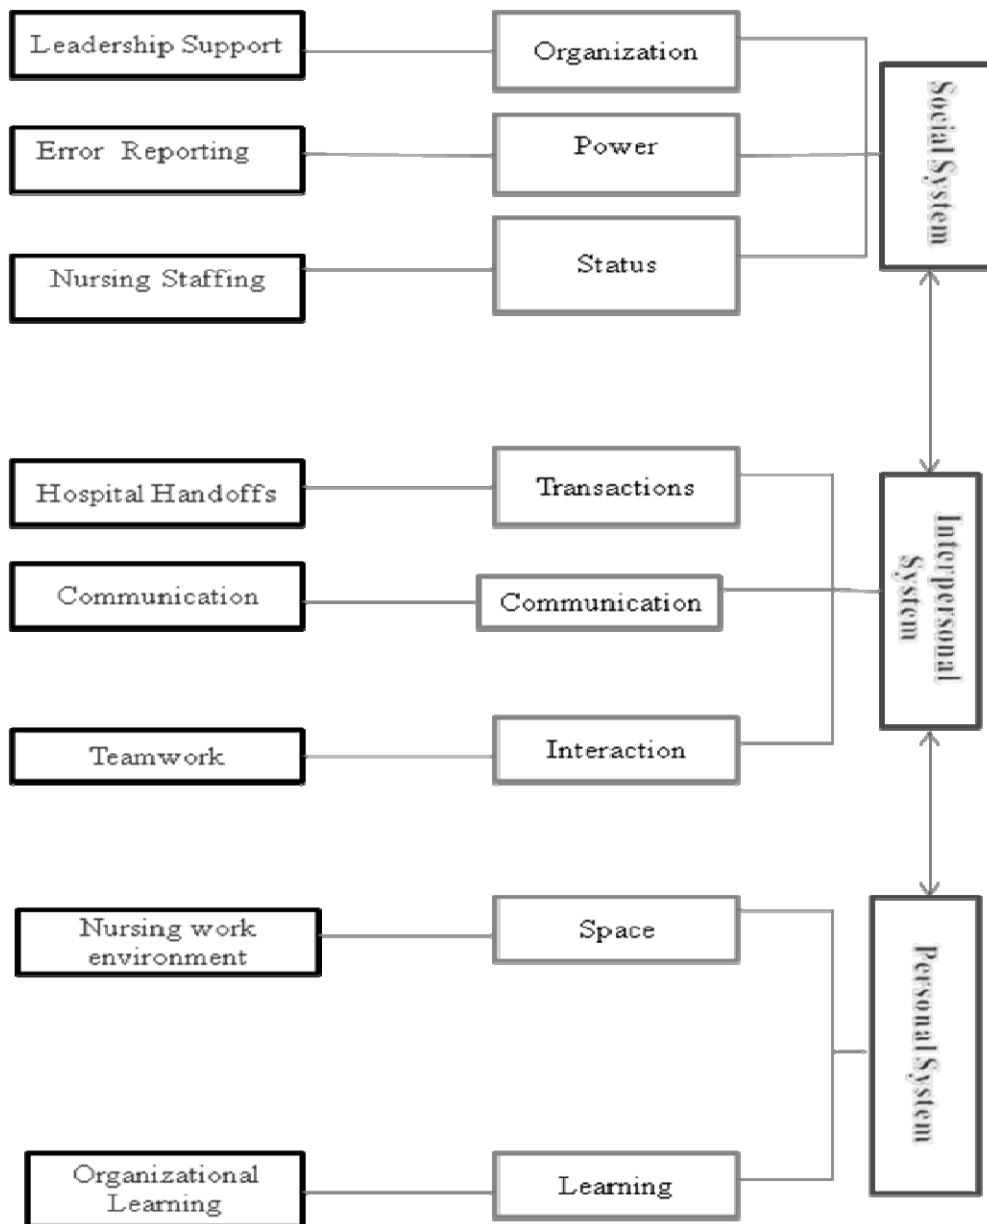 Leadership Support
Organization
Social System
Error Reporting
Power
Nursing Staffing
Status
Hospital Handoffs
Transactions
Interpersonal
System
Communication
Communication
Teamwork
Interaction
Nursing work
environment
Space
Personal System
Organizational
Learning
Learning